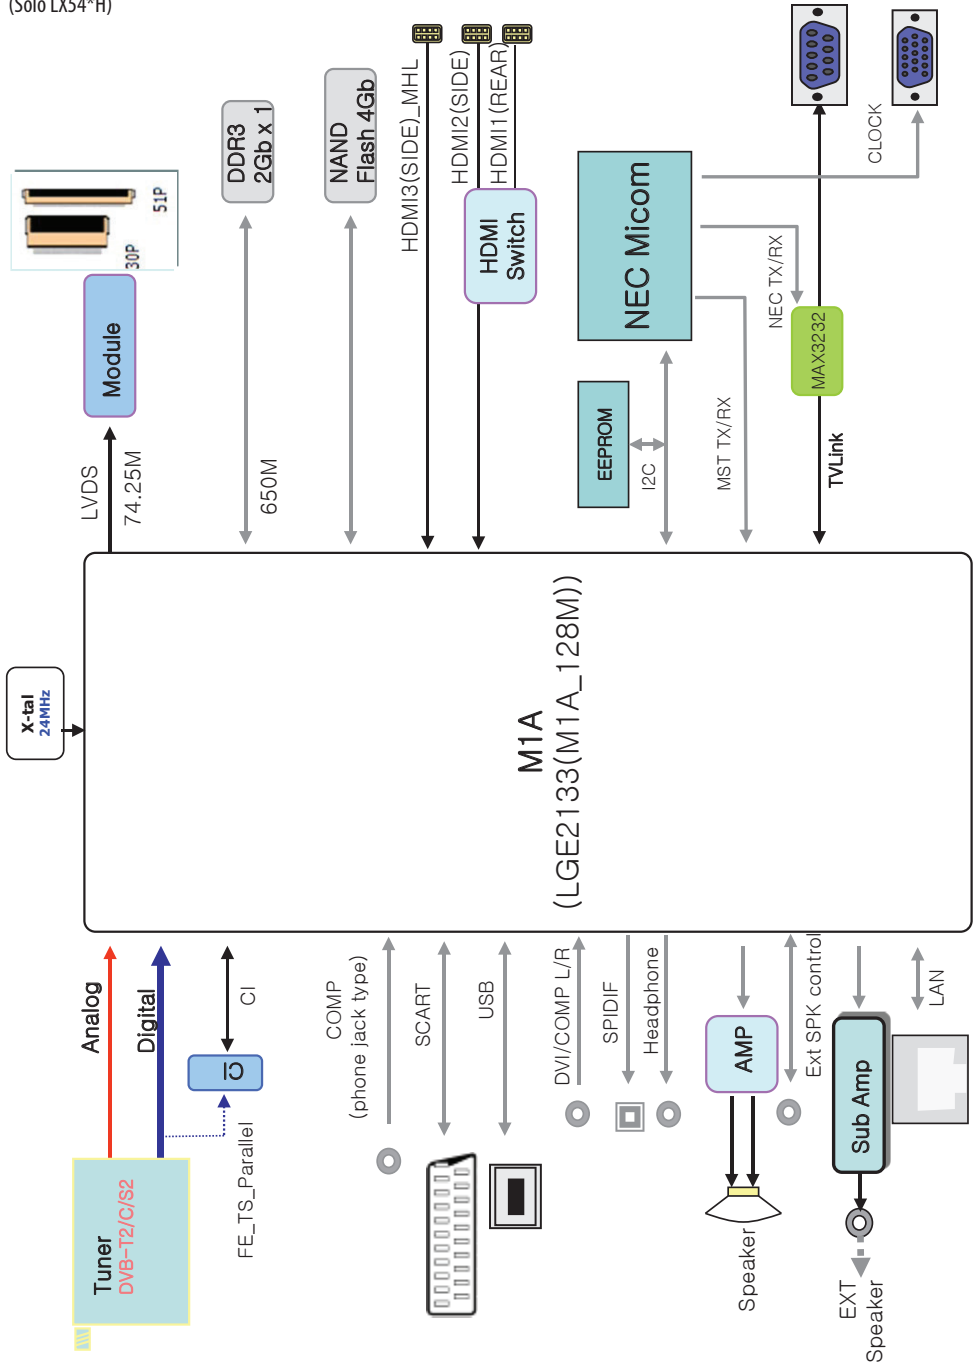 (Solo LX54*H)
51P
30P
Module
LVDS
74.25M
DDR3
2Gb x 1
650M
NAND
Flash 4Gb
HDMI3(SIDE)_MHL
HDMI2(SIDE)
HDMI1(REAR)
HDMI
Switch
NEC Micom
EEPROM
I2C
MST TX/RX
NEC TX/RX
MAX3232
TVLink
CLOCK
X-tal
24MHz
M1A
(LGE2133(M1A_128M))
Analog
Digital
CI
CI
Tuner
DVB-T2/C/S2
FE_TS_Parallel
COMP
(phone jack type)
SCART
USB
DVI/COMP L/R
SPIDIF
Headphone
AMP
Speaker
Ext SPK control
Sub Amp
EXT
Speaker
LAN